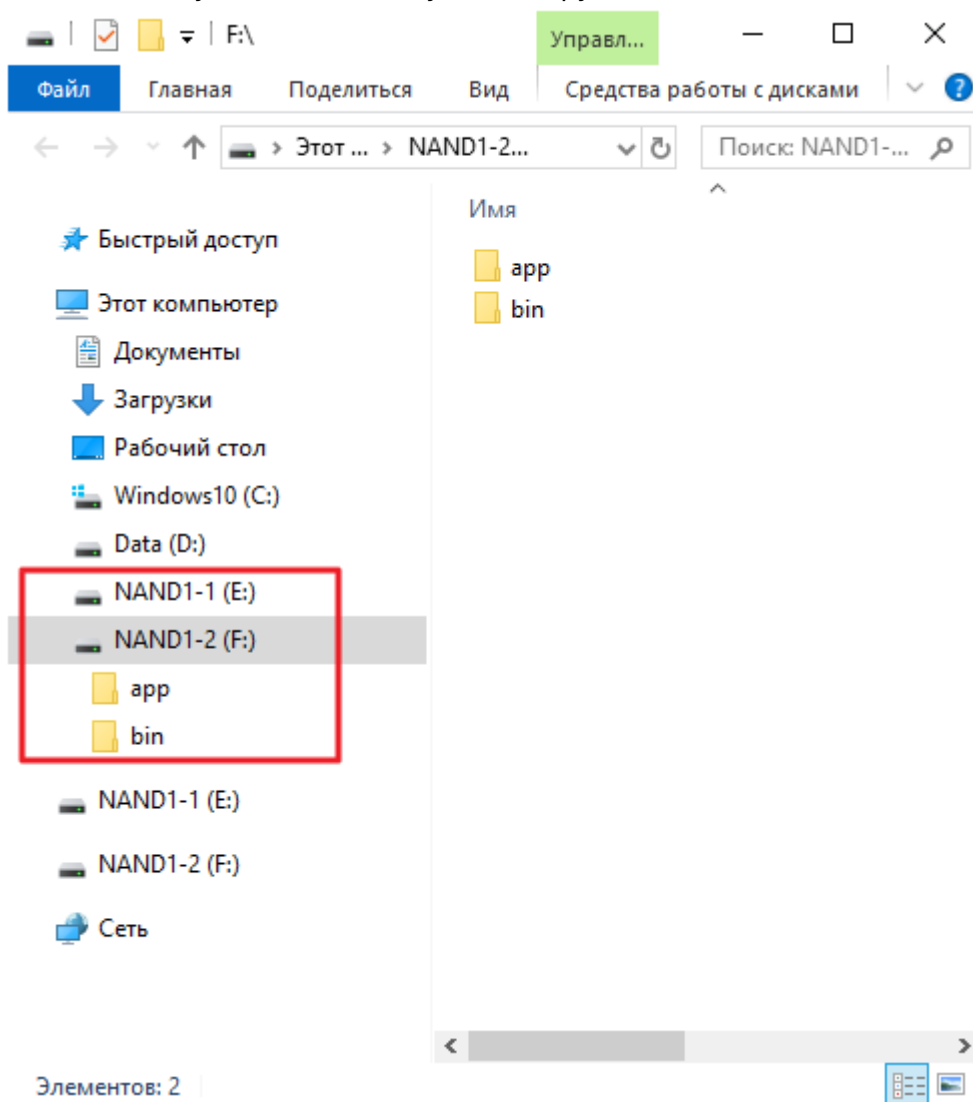 F:\
Управл...
Файл Главная Поделиться Вид Средства работы с дисками
Этот ... › NAND1-2... Поиск: NAND1-...
Имя
Быстрый доступ
app
Этот компьютер
bin
Документы
Загрузки
Рабочий стол
Windows10 (C:)
Data (D:)
NAND1-1 (E:)
NAND1-2 (F:)
app
bin
NAND1-1 (E:)
NAND1-2 (F:)
Сеть
Элементов: 2